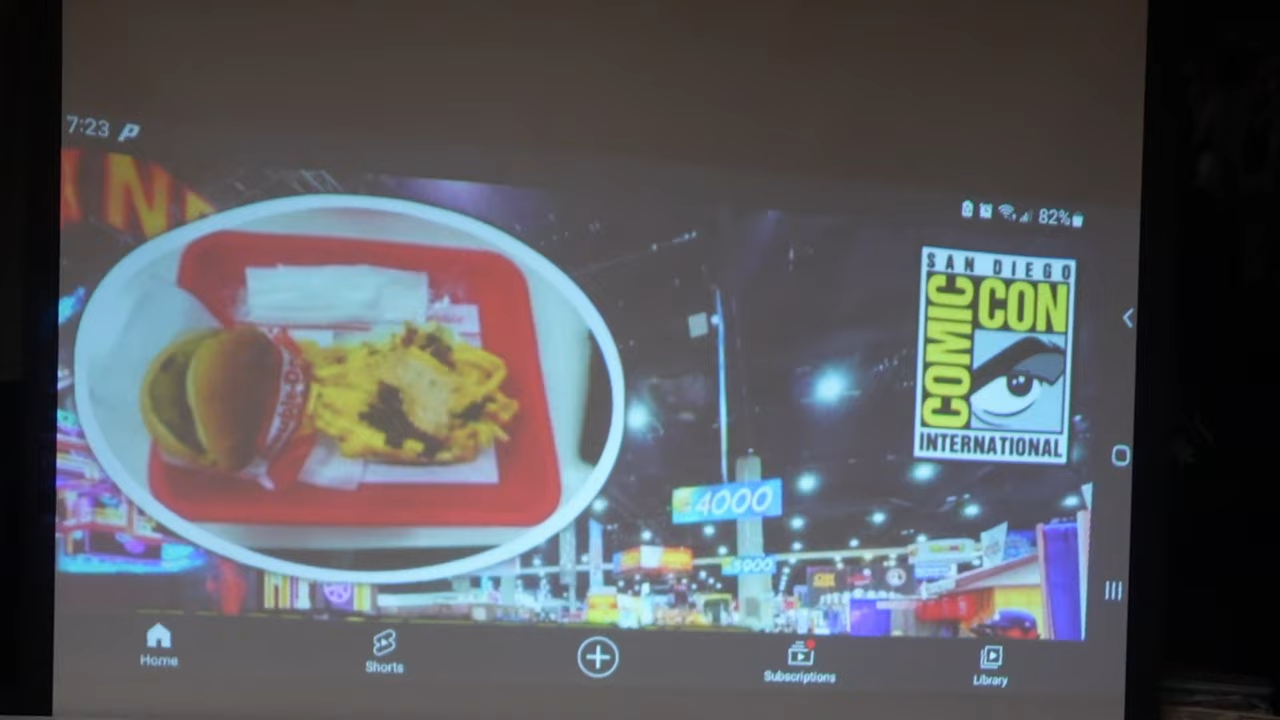 7:23
82%
SAN DIEGO
COMIC
CON
INTERNATIONAL
4000
3900
Home
Shorts
Subscriptions
Library